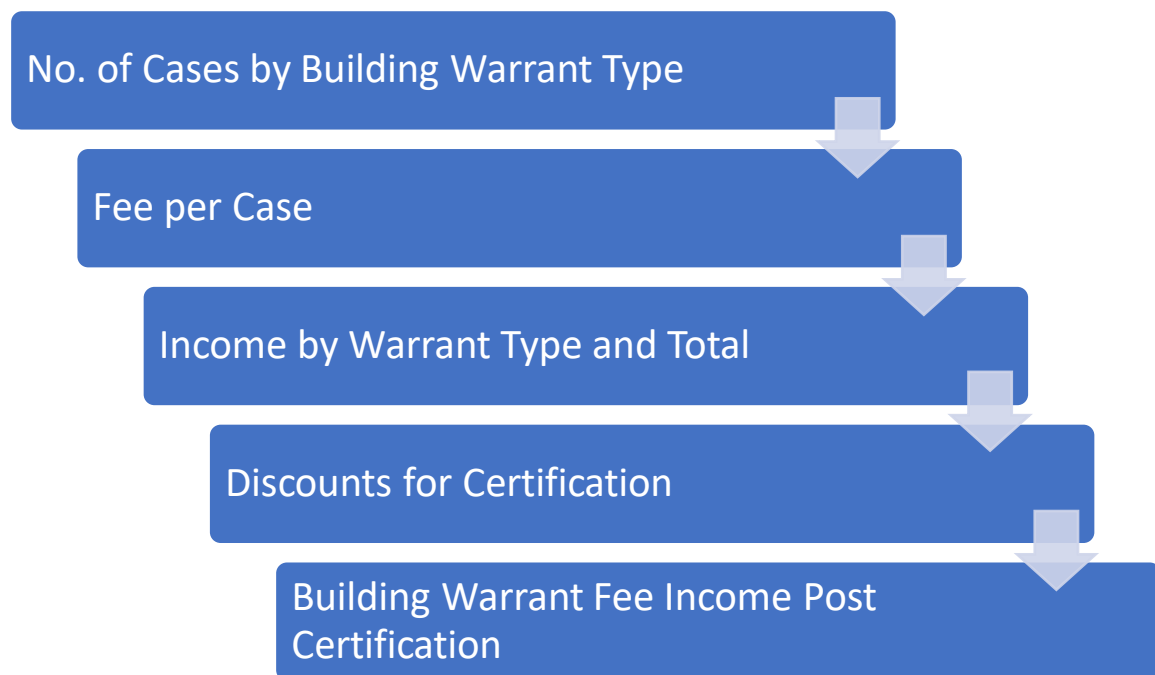 No. of Cases by Building Warrant Type
Fee per Case
Income by Warrant Type and Total
Discounts for Certification
Building Warrant Fee Income Post
Certification